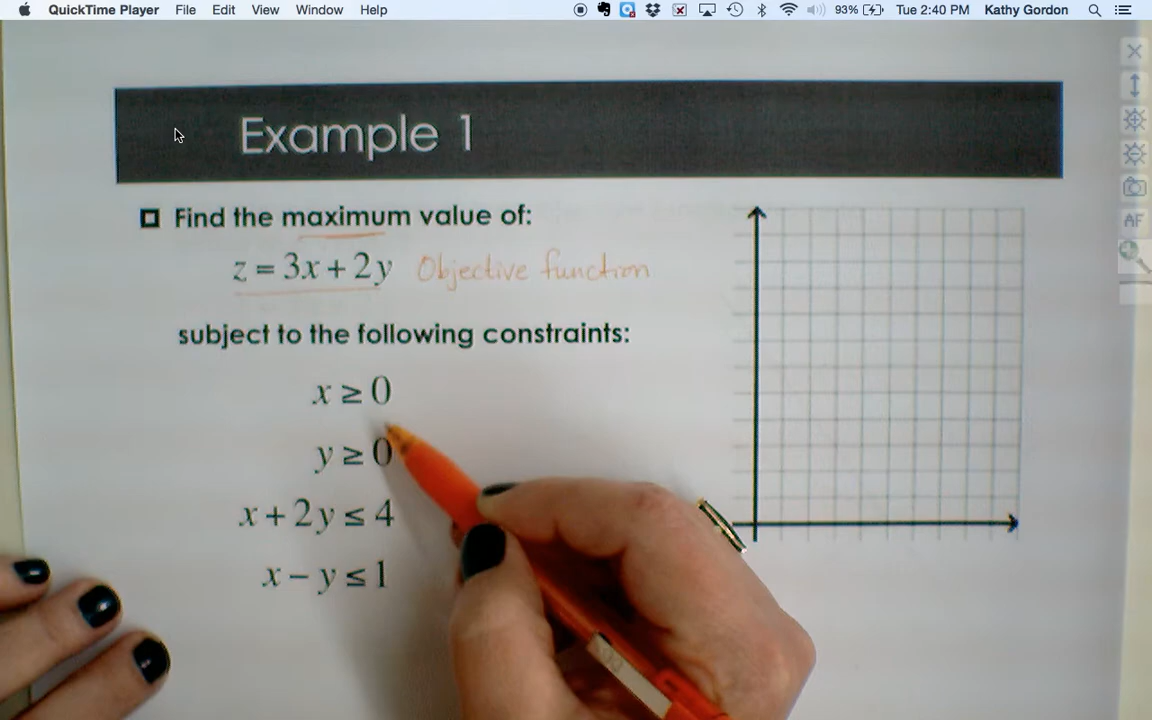 QuickTime Player File Edit View Window Help 93% Tue 2:40 PM Kathy Gordon
AF
Example 1
Find the maximum value of:
z = 3x + 2y Objective function
subject to the following constraints:
x ≥ 0
y ≥ 0
x + 2y ≤ 4
x − y ≤ 1